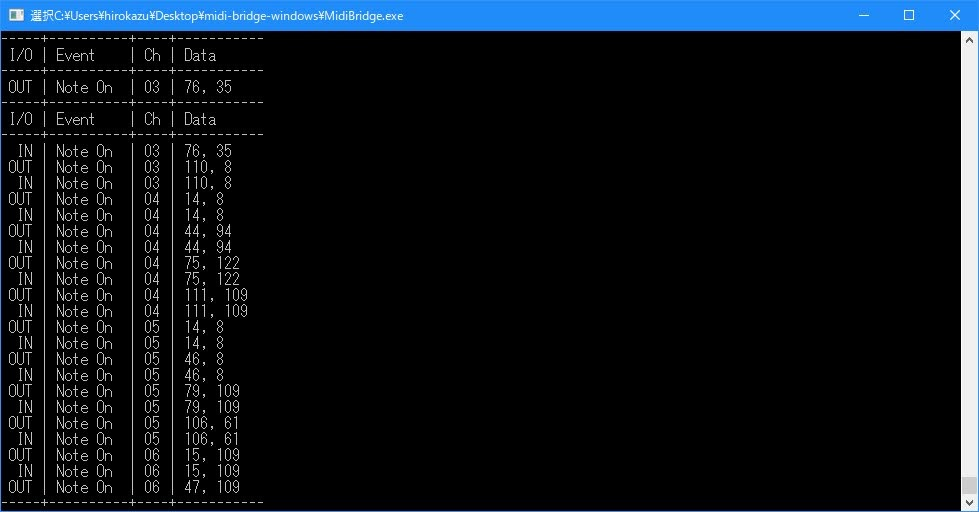 選択C:¥Users¥hirokazu¥Desktop¥midi-bridge-windows¥MidiBridge.exe
-----+----------+----+-----------
 I/O | Event    | Ch | Data
-----+----------+----+-----------
 OUT | Note On  | 03 | 76, 35
-----+----------+----+-----------
 I/O | Event    | Ch | Data
-----+----------+----+-----------
  IN | Note On  | 03 | 76, 35
 OUT | Note On  | 03 | 110, 8
  IN | Note On  | 03 | 110, 8
 OUT | Note On  | 04 | 14, 8
  IN | Note On  | 04 | 14, 8
 OUT | Note On  | 04 | 44, 94
  IN | Note On  | 04 | 44, 94
 OUT | Note On  | 04 | 75, 122
  IN | Note On  | 04 | 75, 122
 OUT | Note On  | 04 | 111, 109
  IN | Note On  | 04 | 111, 109
 OUT | Note On  | 05 | 14, 8
  IN | Note On  | 05 | 14, 8
 OUT | Note On  | 05 | 46, 8
  IN | Note On  | 05 | 46, 8
 OUT | Note On  | 05 | 79, 109
  IN | Note On  | 05 | 79, 109
 OUT | Note On  | 05 | 106, 61
  IN | Note On  | 05 | 106, 61
 OUT | Note On  | 06 | 15, 109
  IN | Note On  | 06 | 15, 109
 OUT | Note On  | 06 | 47, 109
-----+----------+----+-----------